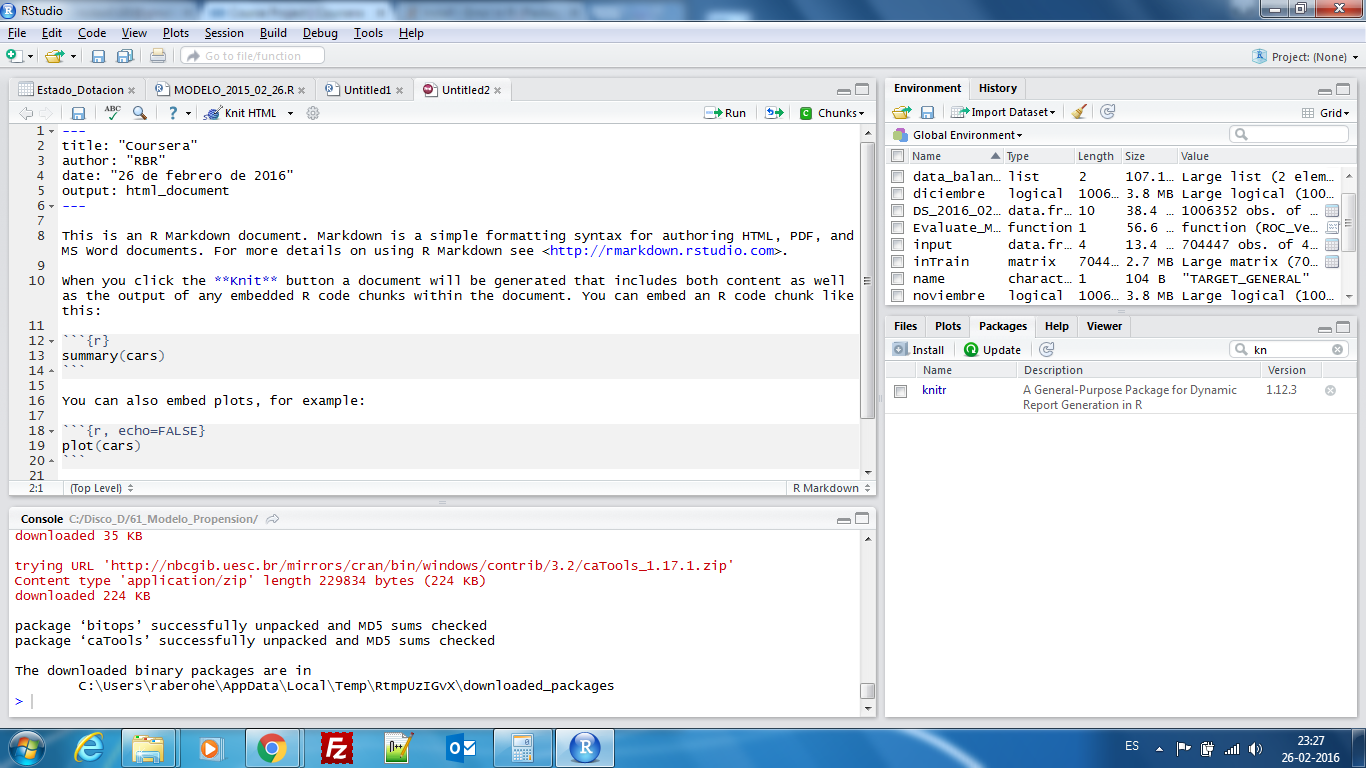 RStudio
File Edit Code View Plots Session Build Debug Tools Help
Go to file/function
Project: (None)
Estado_Dotacion
MODELO_2015_02_26.R
Untitled1
Untitled2
ABC
?
Knit HTML
Run
Chunks
1 ---
2 title: "Coursera"
3 author: "RBR"
4 date: "26 de febrero de 2016"
5 output: html_document
6 ---
7
8 This is an R Markdown document. Markdown is a simple formatting syntax for authoring HTML, PDF, and
MS Word documents. For more details on using R Markdown see <http://rmarkdown.rstudio.com>.
9
10 When you click the **Knit** button a document will be generated that includes both content as well
as the output of any embedded R code chunks within the document. You can embed an R code chunk like
this:
11
12 ```{r}
13 summary(cars)
14 ```
15
16 You can also embed plots, for example:
17
18 ```{r, echo=FALSE}
19 plot(cars)
20 ```
21
2:1 (Top Level) R Markdown
Console C:/Disco_D/61_Modelo_Propension/
downloaded 35 KB
trying URL 'http://nbcgib.uesc.br/mirrors/cran/bin/windows/contrib/3.2/caTools_1.17.1.zip'
Content type 'application/zip' length 229834 bytes (224 KB)
downloaded 224 KB
package ‘bitops’ successfully unpacked and MD5 sums checked
package ‘caTools’ successfully unpacked and MD5 sums checked
The downloaded binary packages are in
C:\Users\raberohe\AppData\Local\Temp\RtmpUzIGvX\downloaded_packages
>
Environment History
Import Dataset Grid
Global Environment
Name Type Length Size Value
data_balan… list 2 107.1… Large list (2 elem…
diciembre logical 1006… 3.8 MB Large logical (100…
DS_2016_02… data.fr… 10 38.4 … 1006352 obs. of …
Evaluate_M… function 1 56.6 … function (ROC_Ve…
input data.fr… 4 13.4 … 704447 obs. of 4…
inTrain matrix 7044… 2.7 MB Large matrix (70…
name charact… 1 104 B "TARGET_GENERAL"
noviembre logical 1006… 3.8 MB Large logical (100…
Files Plots Packages Help Viewer
Install Update kn
Name Description Version
knitr A General-Purpose Package for Dynamic Report Generation in R 1.12.3
Fz
N++
R
ES
23:27
26-02-2016